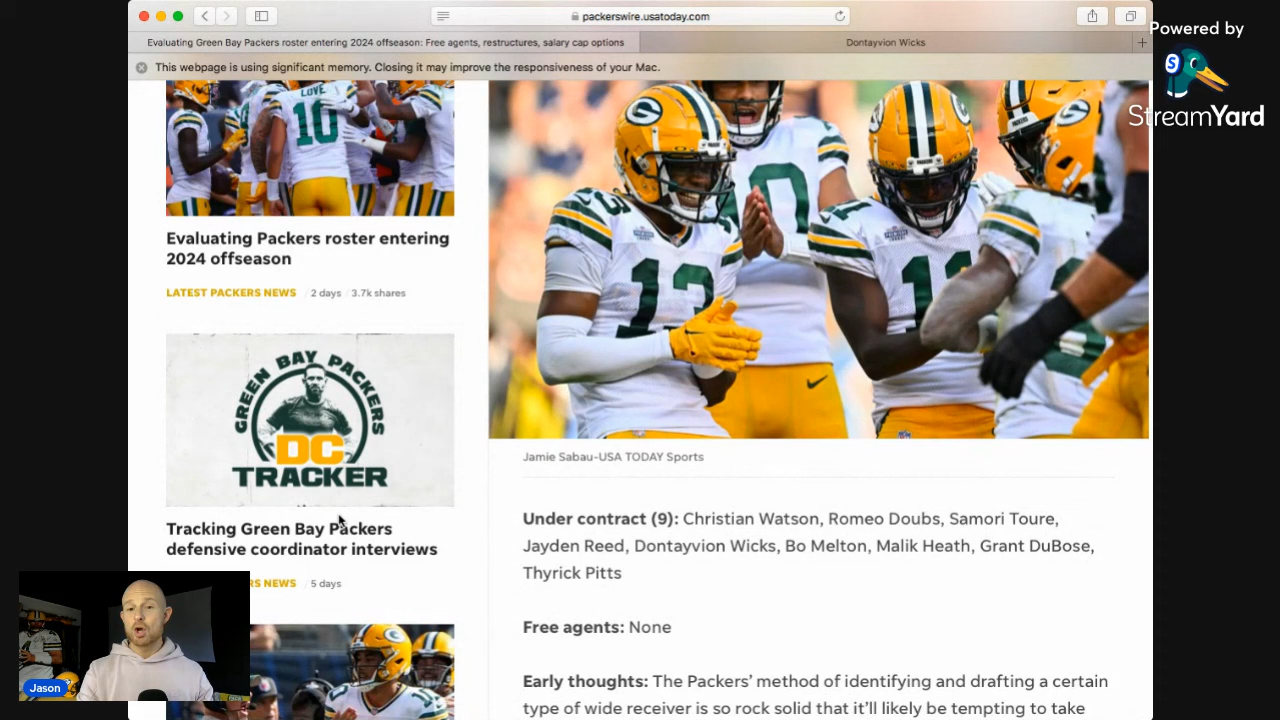 packerswire.usatoday.com
Powered by
S
StreamYard
Evaluating Green Bay Packers roster entering 2024 offseason: Free agents, restructures, salary cap options
Dontayvion Wicks
This webpage is using significant memory. Closing it may improve the responsiveness of your Mac.
LOVE
10
Evaluating Packers roster entering
2024 offseason
LATEST PACKERS NEWS / 2 days / 3.7k shares
GREEN BAY PACKERS
DC
TRACKER
Tracking Green Bay Packers
defensive coordinator interviews
RS NEWS / 5 days
G
13
11
Jamie Sabau-USA TODAY Sports
Under contract (9): Christian Watson, Romeo Doubs, Samori Toure,
Jayden Reed, Dontayvion Wicks, Bo Melton, Malik Heath, Grant DuBose,
Thyrick Pitts
Free agents: None
Early thoughts: The Packers’ method of identifying and drafting a certain
type of wide receiver is so rock solid that it’ll likely be tempting to take
Jason